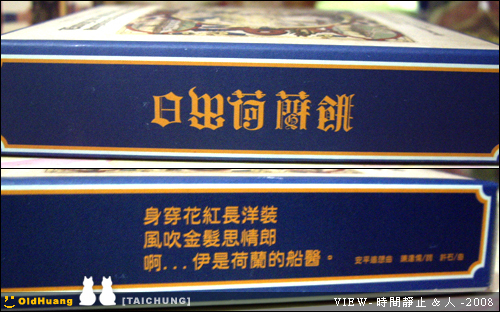 日出荷蘭餅
身穿花紅長洋裝
風吹金髮思情郎
啊...伊是荷蘭的船醫。 安平追想曲 陳達儒/詞 許石/曲
OldHuang [TAICHUNG] VIEW-時間靜止&人-2008